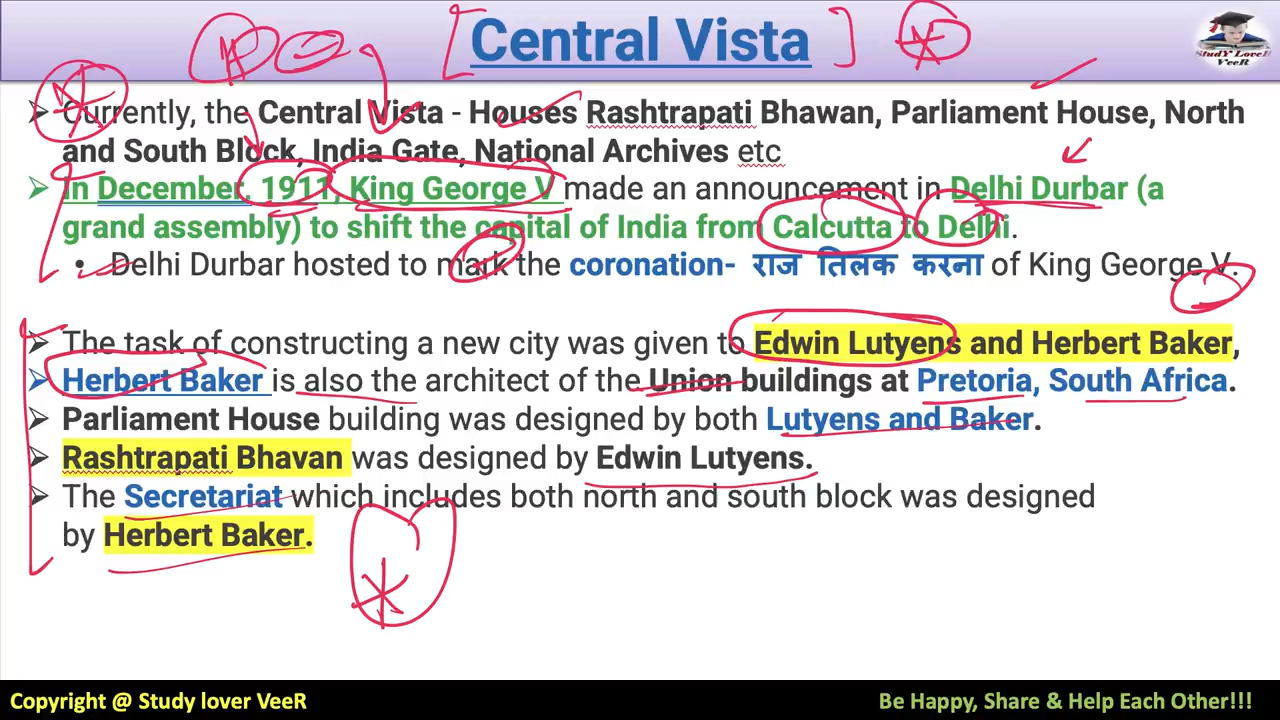 Central Vista
StudY LoveR
VeeR
➤ Currently, the Central Vista - Houses Rashtrapati Bhawan, Parliament House, North
and South Block, India Gate, National Archives etc
➤ In December, 1911, King George V made an announcement in Delhi Durbar (a
grand assembly) to shift the capital of India from Calcutta to Delhi.
• Delhi Durbar hosted to mark the coronation- राज तिलक करना of King George V.
➤ The task of constructing a new city was given to Edwin Lutyens and Herbert Baker,
➤ Herbert Baker is also the architect of the Union buildings at Pretoria, South Africa.
➤ Parliament House building was designed by both Lutyens and Baker.
➤ Rashtrapati Bhavan was designed by Edwin Lutyens.
➤ The Secretariat which includes both north and south block was designed
by Herbert Baker.
Copyright @ Study lover VeeR
Be Happy, Share & Help Each Other!!!